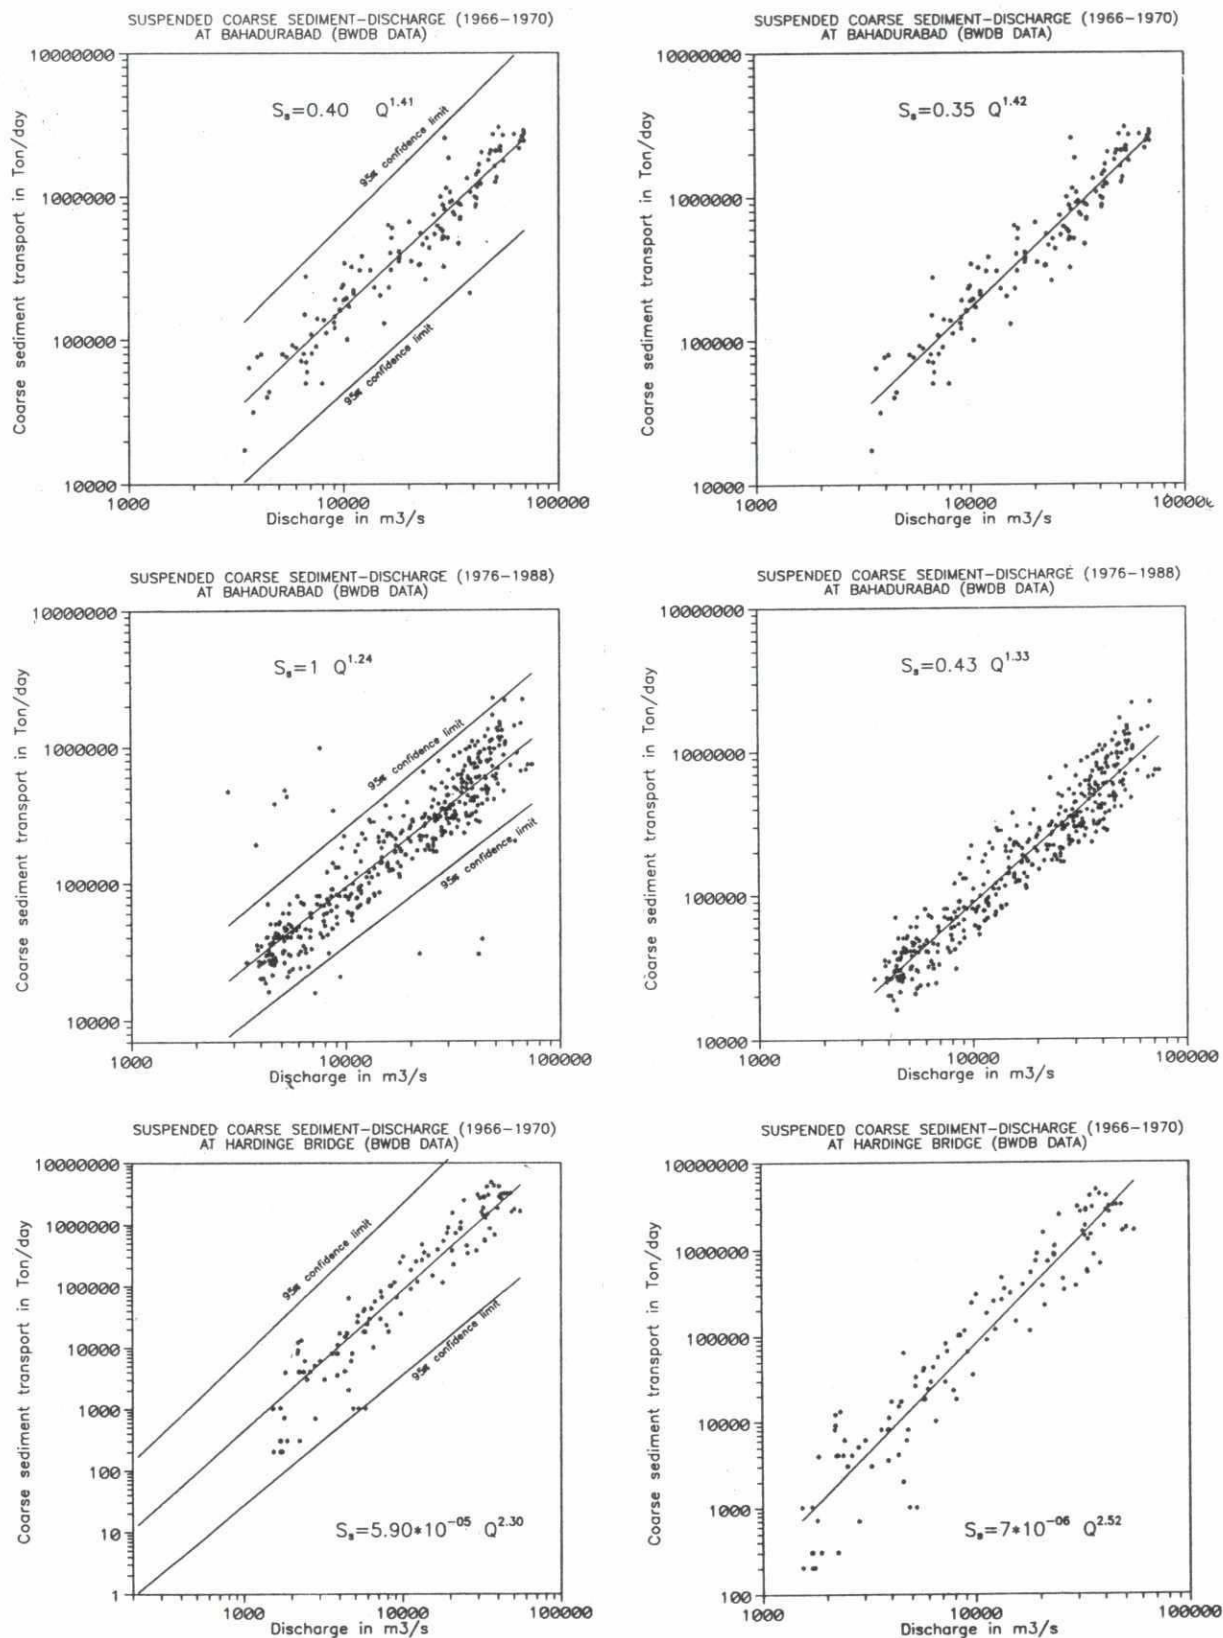 SUSPENDED COARSE SEDIMENT-DISCHARGE (1966-1970)
AT BAHADURABAD (BWDB DATA)
10000000
1000000
100000
10000
Coarse sediment transport in Ton/day
Ss=0.40 Q^1.41
95% confidence limit
95% confidence limit
1000 10000 100000
Discharge in m3/s
SUSPENDED COARSE SEDIMENT-DISCHARGE (1966-1970)
AT BAHADURABAD (BWDB DATA)
10000000
1000000
100000
10000
Coarse sediment transport in Ton/day
Ss=0.35 Q^1.42
1000 10000 100000
Discharge in m3/s
SUSPENDED COARSE SEDIMENT-DISCHARGE (1976-1988)
AT BAHADURABAD (BWDB DATA)
10000000
1000000
100000
10000
Coarse sediment transport in Ton/day
Ss=1 Q^1.24
95% confidence limit
95% confidence limit
1000 10000 100000
Discharge in m3/s
SUSPENDED COARSE SEDIMENT-DISCHARGE (1976-1988)
AT BAHADURABAD (BWDB DATA)
10000000
1000000
100000
10000
Coarse sediment transport in Ton/day
Ss=0.43 Q^1.33
1000 10000 100000
Discharge in m3/s
SUSPENDED COARSE SEDIMENT-DISCHARGE (1966-1970)
AT HARDINGE BRIDGE (BWDB DATA)
10000000
1000000
100000
10000
1000
100
10
1
Coarse sediment transport in Ton/day
95% confidence limit
95% confidence limit
Ss=5.90*10^-05 Q^2.30
1000 10000 100000
Discharge in m3/s
SUSPENDED COARSE SEDIMENT-DISCHARGE (1966-1970)
AT HARDINGE BRIDGE (BWDB DATA)
10000000
1000000
100000
10000
1000
100
Coarse sediment transport in Ton/day
Ss=7*10^-06 Q^2.52
1000 10000 100000
Discharge in m3/s